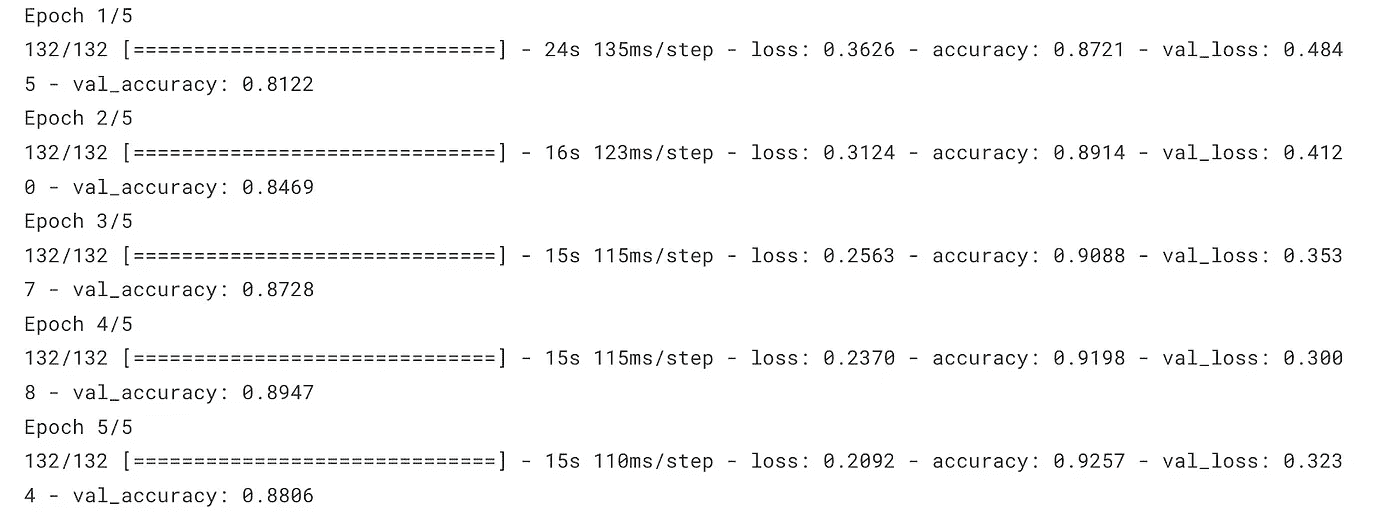 Epoch 1/5
132/132 [==============================] - 24s 135ms/step - loss: 0.3626 - accuracy: 0.8721 - val_loss: 0.484
5 - val_accuracy: 0.8122
Epoch 2/5
132/132 [==============================] - 16s 123ms/step - loss: 0.3124 - accuracy: 0.8914 - val_loss: 0.412
0 - val_accuracy: 0.8469
Epoch 3/5
132/132 [==============================] - 15s 115ms/step - loss: 0.2563 - accuracy: 0.9088 - val_loss: 0.353
7 - val_accuracy: 0.8728
Epoch 4/5
132/132 [==============================] - 15s 115ms/step - loss: 0.2370 - accuracy: 0.9198 - val_loss: 0.300
8 - val_accuracy: 0.8947
Epoch 5/5
132/132 [==============================] - 15s 110ms/step - loss: 0.2092 - accuracy: 0.9257 - val_loss: 0.323
4 - val_accuracy: 0.8806